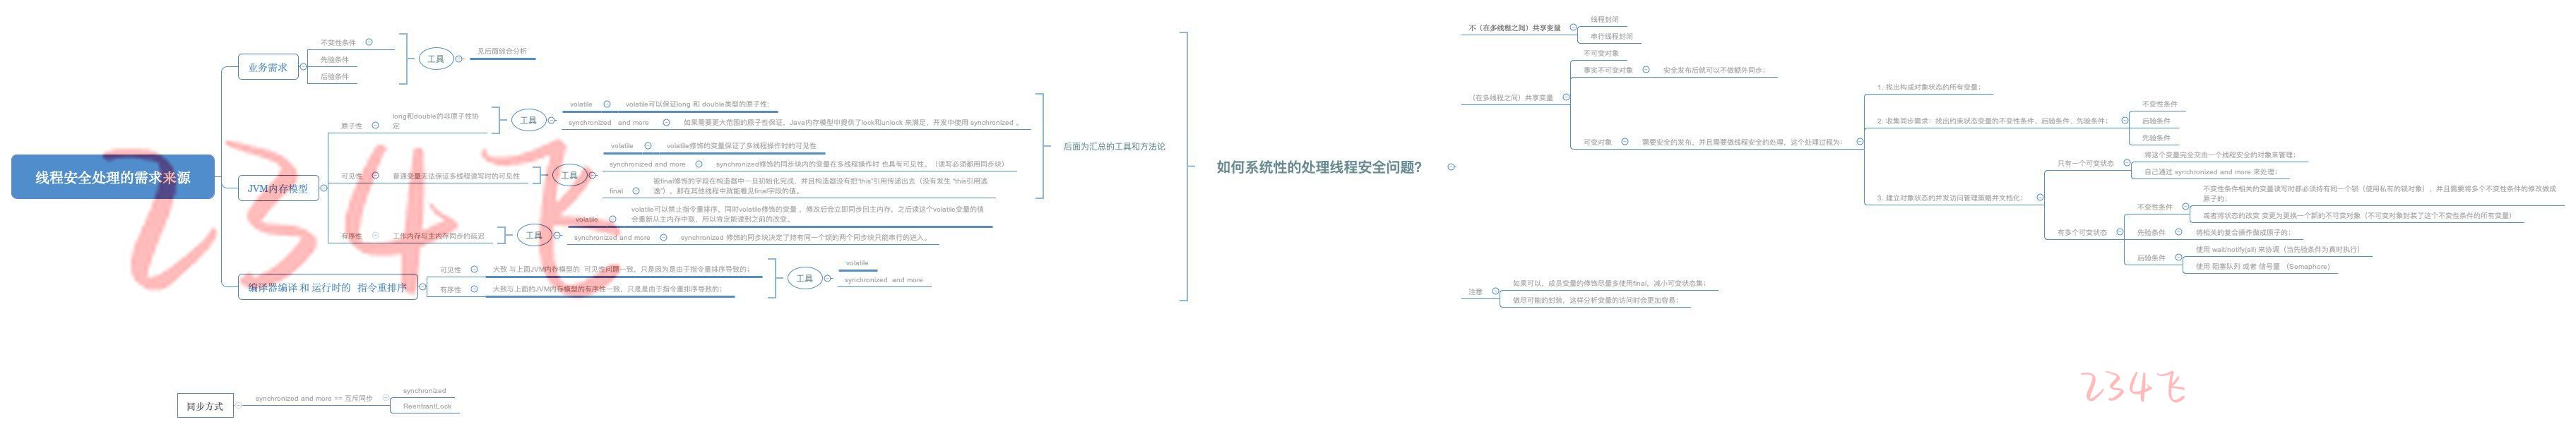 线程安全处理的需求来源
业务需求
不变性条件
先验条件
后验条件
工具
见后面综合分析
JVM内存模型
原子性
long和double的非原子性协
定
工具
volatile
volatile可以保证long 和 double类型的原子性;
synchronized and more
如果需要更大范围的原子性保证，Java内存模型中提供了lock和unlock 来满足，开发中使用 synchronized 。
可见性
普通变量无法保证多线程读写时的可见性
工具
volatile
volatile修饰的变量保证了多线程操作时的可见性
synchronized and more
synchronized修饰的同步块内的变量在多线程操作时 也具有可见性。（读写必须都用同步块）
final
被final修饰的字段在构造器中一旦初始化完成，并且构造器没有把“this”引用传递出去（没有发生 “this引用逃
逸”），那在其他线程中就能看见final字段的值。
有序性
工作内存与主内存同步的延迟
工具
volatile
volatile可以禁止指令重排序，同时volatile修饰的变量 ，修改后会立即同步回主内存，之后读这个volatile变量的值
会重新从主内存中取，所以肯定能读到之前的改变。
synchronized and more
synchronized 修饰的同步块决定了持有同一个锁的两个同步块只能串行的进入。
编译器编译 和 运行时的 指令重排序
可见性
大致 与上面JVM内存模型的 可见性问题一致，只是因为是由于指令重排序导致的；
有序性
大致与上面的JVM内存模型的有序性一致，只是是由于指令重排序导致的；
工具
volatile
synchronized and more
后面为汇总的工具和方法论
如何系统性的处理线程安全问题?
不（在多线程之间）共享变量
线程封闭
串行线程封闭
（在多线程之间）共享变量
不可变对象
事实不可变对象
安全发布后就可以不做额外同步；
可变对象
需要安全的发布，并且需要做线程安全的处理，这个处理过程为：
1. 找出构成对象状态的所有变量；
2. 收集同步需求：找出约束状态变量的不变性条件、后验条件、先验条件；
不变性条件
后验条件
先验条件
3. 建立对象状态的并发访问管理策略并文档化；
只有一个可变状态
将这个变量完全交由一个线程安全的对象来管理；
自己通过 synchronized and more 来处理；
有多个可变状态
不变性条件
不变性条件相关的变量读写时都必须持有同一个锁（使用私有的锁对象），并且需要将多个不变性条件的修改做成
原子的；
或者将状态的改变 变更为更换一个新的不可变对象（不可变对象封装了这个不变性条件的所有变量）
先验条件
将相关的复合操作做成原子的；
后验条件
使用 wait/notify(all) 来协调（当先验条件为真时执行）
使用 阻塞队列 或者 信号量 （Semephore）
注意
如果可以，成员变量的修饰尽量多使用final，减小可变状态集；
做尽可能的封装，这样分析变量的访问时会更加容易；
同步方式
synchronized and more == 互斥同步
synchronized
ReentrantLock
234飞
234飞